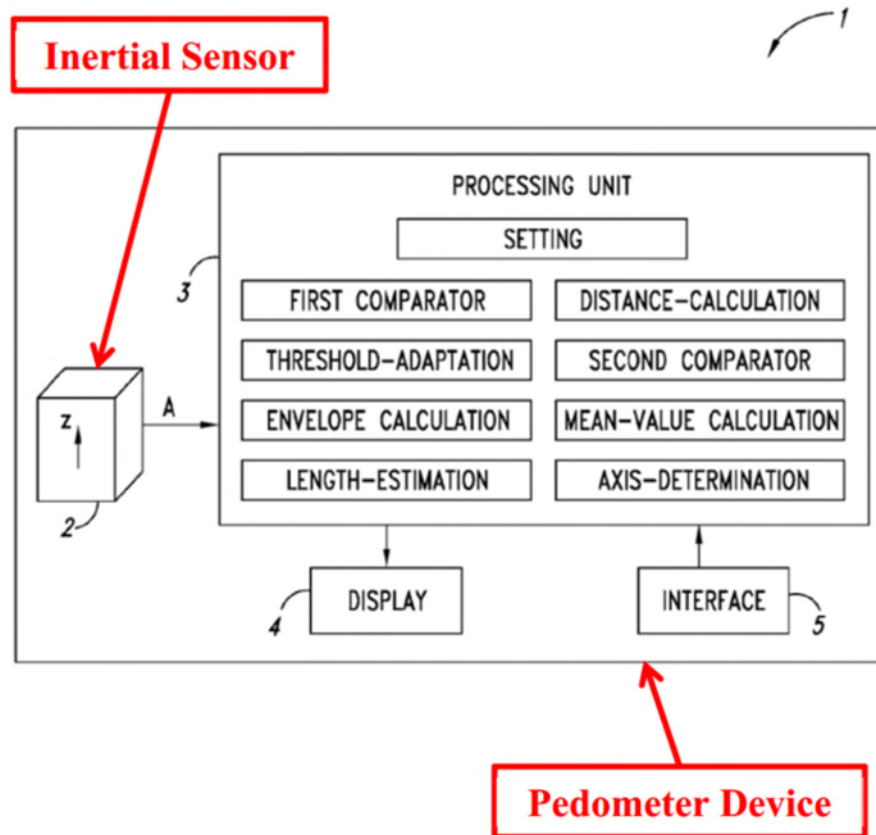 1
Inertial Sensor
PROCESSING UNIT
SETTING
3
FIRST COMPARATOR
DISTANCE-CALCULATION
THRESHOLD-ADAPTATION
SECOND COMPARATOR
ENVELOPE CALCULATION
MEAN-VALUE CALCULATION
LENGTH-ESTIMATION
AXIS-DETERMINATION
A
Z
2
4
DISPLAY
INTERFACE
5
Pedometer Device